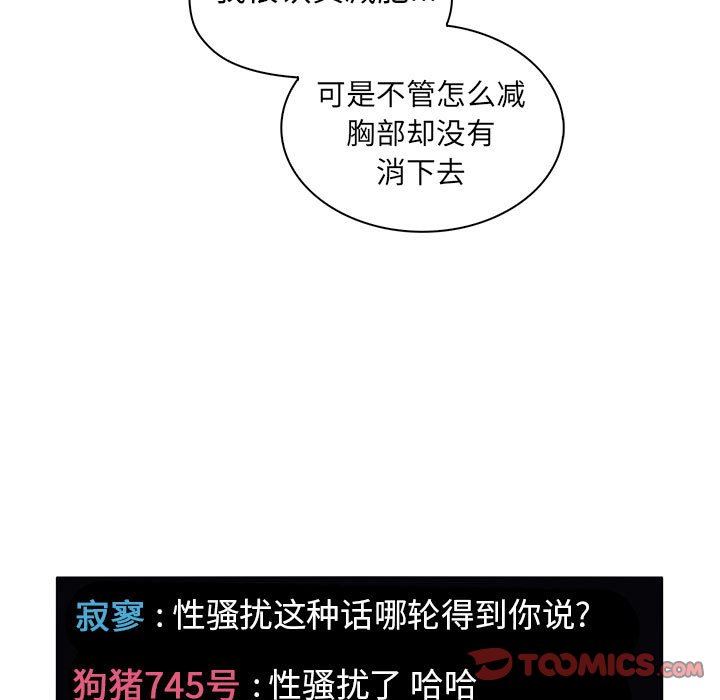 可是不管怎么减
胸部却没有
消下去
寂寥：性骚扰这种话哪轮得到你说?
狗猪745号：性骚扰了 哈哈
TOOMICS.COM